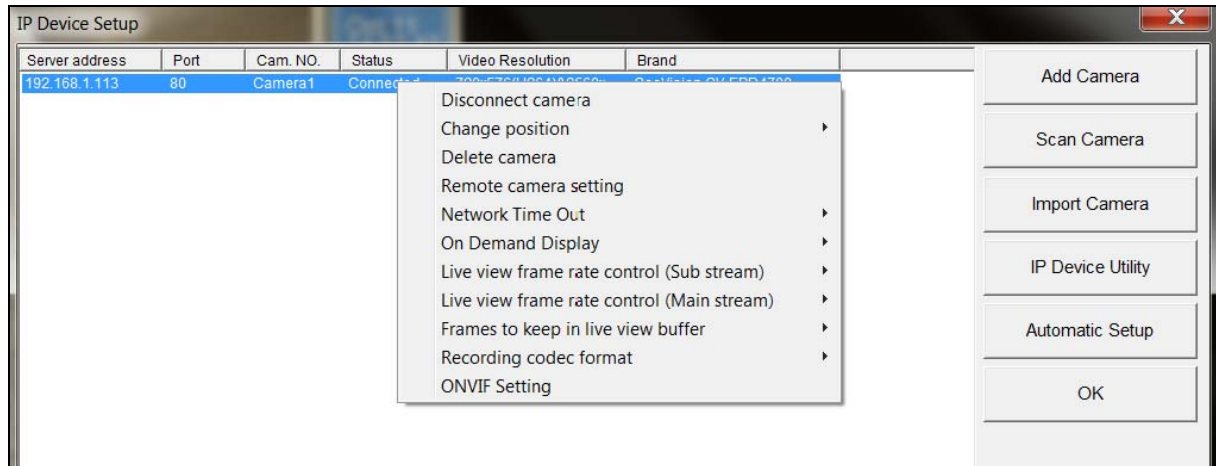 IP Device Setup
Server address Port Cam. NO. Status Video Resolution Brand
192.168.1.113 80 Camera1
Disconnect camera
Change position
Delete camera
Remote camera setting
Network Time Out
On Demand Display
Live view frame rate control (Sub stream)
Live view frame rate control (Main stream)
Frames to keep in live view buffer
Recording codec format
ONVIF Setting
Add Camera
Scan Camera
Import Camera
IP Device Utility
Automatic Setup
OK